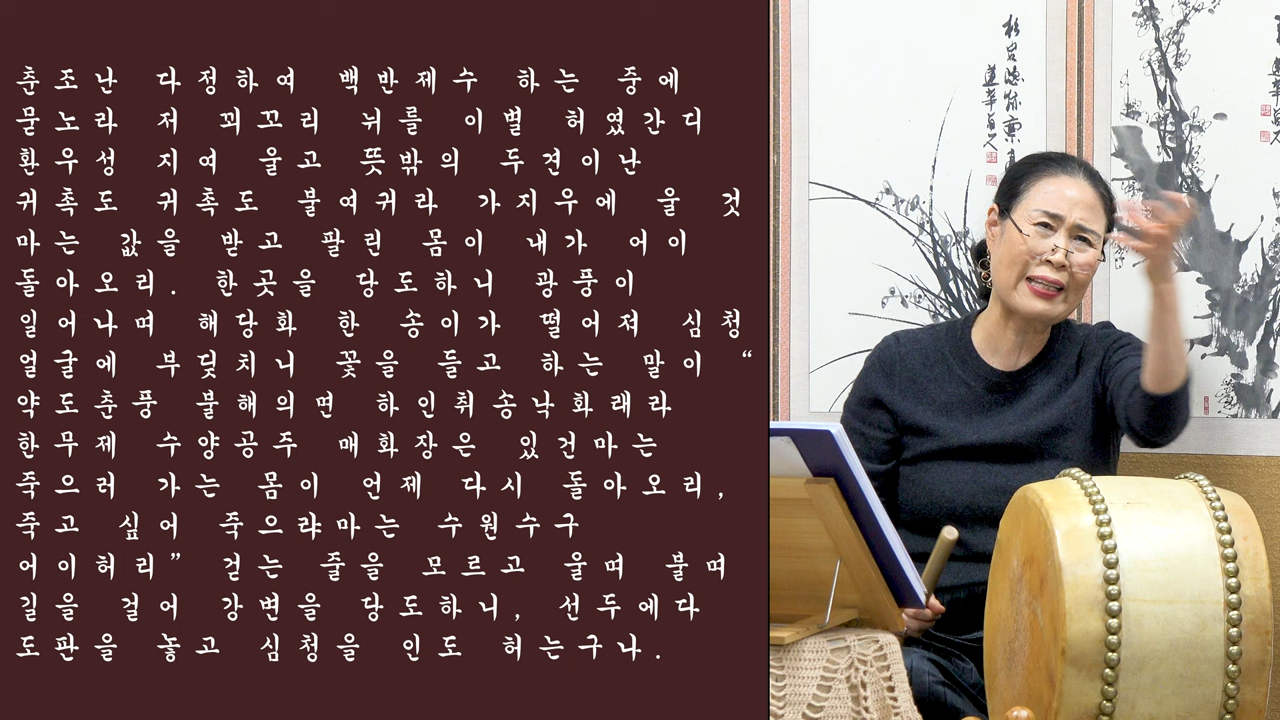 춘조난 다정하여 백반제수 하는 중에
묻노라 저 꾀꼬리 뉘를 이별 허였간디
환우성 지여 울고 뜻밖의 두견이난
귀촉도 귀촉도 불여귀라 가지우에 울 것
마는 값을 받고 팔린 몸이 내가 어이
돌아오리. 한곳을 당도하니 광풍이
일어나며 해당화 한 송이가 떨어져 심청
얼굴에 부딪치니 꽃을 들고 하는 말이 “
약도춘풍 불해의면 하인취송낙화래라
한무제 수양공주 매화장은 있건마는
죽으러 가는 몸이 언제 다시 돌아오리,
죽고 싶어 죽으랴마는 수원수구
어이허리” 걷는 줄을 모르고 울며 불며
길을 걸어 강변을 당도하니, 선두에다
도판을 놓고 심청을 인도 허는구나.